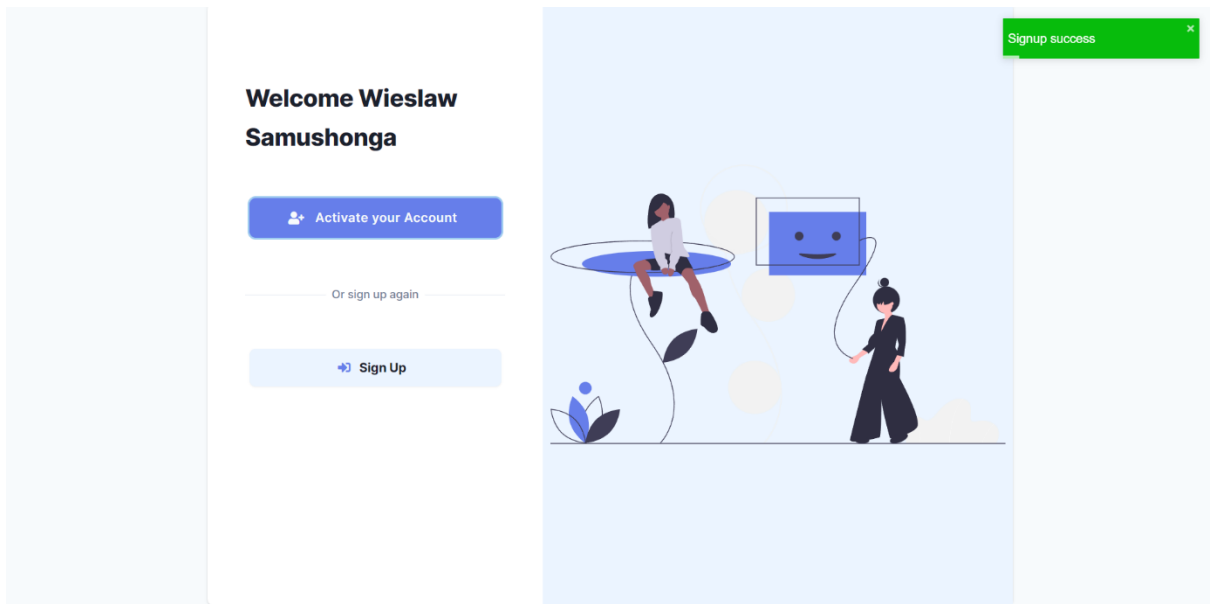 Signup success
Welcome Wieslaw
Samushonga
Activate your Account
Or sign up again
Sign Up